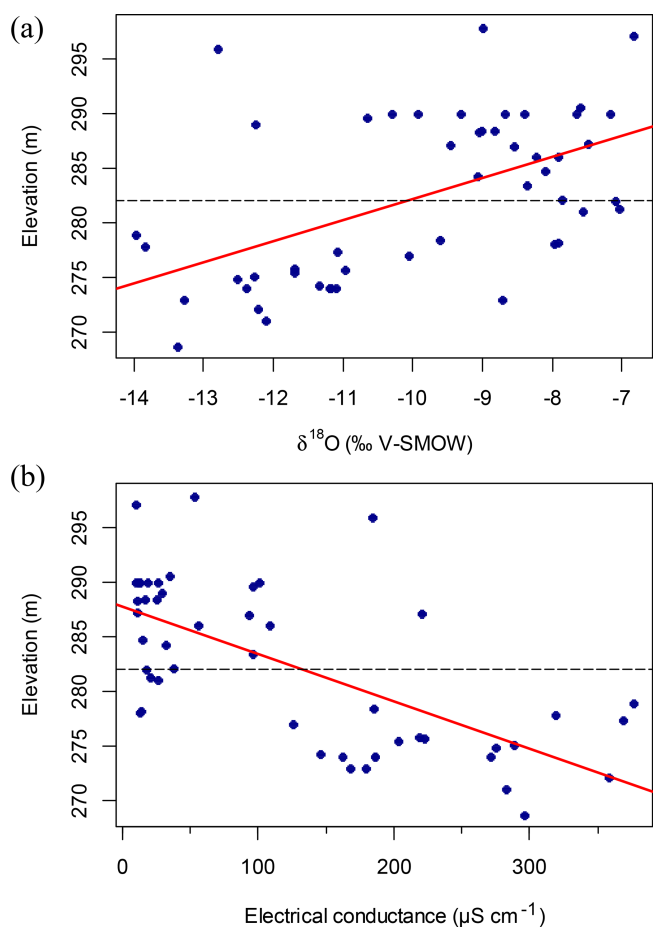 (a)
295
290
285
280
275
270
Elevation (m)
-14 -13 -12 -11 -10 -9 -8 -7
δ¹⁸O (‰ V-SMOW)
(b)
295
290
285
280
275
270
Elevation (m)
0 100 200 300
Electrical conductance (µS cm⁻¹)